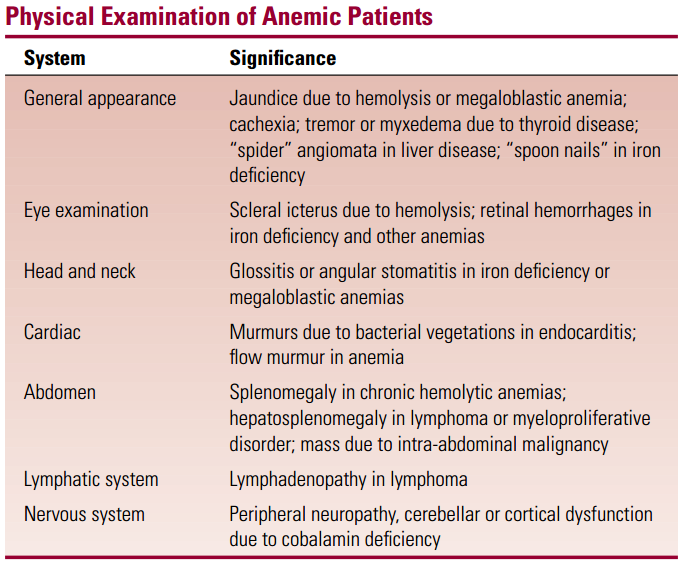 Physical Examination of Anemic Patients
System Significance
General appearance Jaundice due to hemolysis or megaloblastic anemia;
cachexia; tremor or myxedema due to thyroid disease;
“spider” angiomata in liver disease; “spoon nails” in iron
deficiency
Eye examination Scleral icterus due to hemolysis; retinal hemorrhages in
iron deficiency and other anemias
Head and neck Glossitis or angular stomatitis in iron deficiency or
megaloblastic anemias
Cardiac Murmurs due to bacterial vegetations in endocarditis;
flow murmur in anemia
Abdomen Splenomegaly in chronic hemolytic anemias;
hepatosplenomegaly in lymphoma or myeloproliferative
disorder; mass due to intra-abdominal malignancy
Lymphatic system Lymphadenopathy in lymphoma
Nervous system Peripheral neuropathy, cerebellar or cortical dysfunction
due to cobalamin deficiency